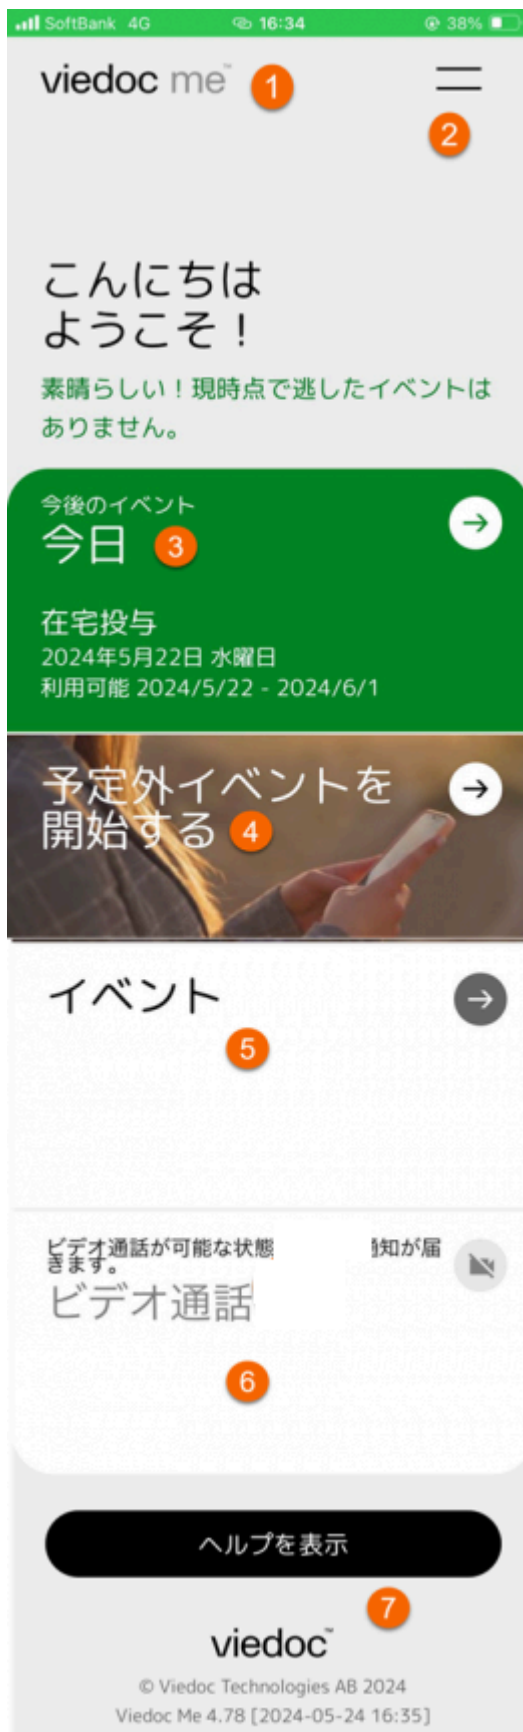 SoftBank 4G 16:34 38%
viedoc me™ 1
2
こんにちは
ようこそ！
素晴らしい！現時点で逃したイベントは
ありません。
今後のイベント
今日 3
在宅投与
2024年5月22日 水曜日
利用可能 2024/5/22 - 2024/6/1
予定外イベントを
開始する 4
イベント
5
ビデオ通話が可能な状態 通知が届
きます。
ビデオ通話
6
ヘルプを表示
7
viedoc™
© Viedoc Technologies AB 2024
Viedoc Me 4.78 [2024-05-24 16:35]